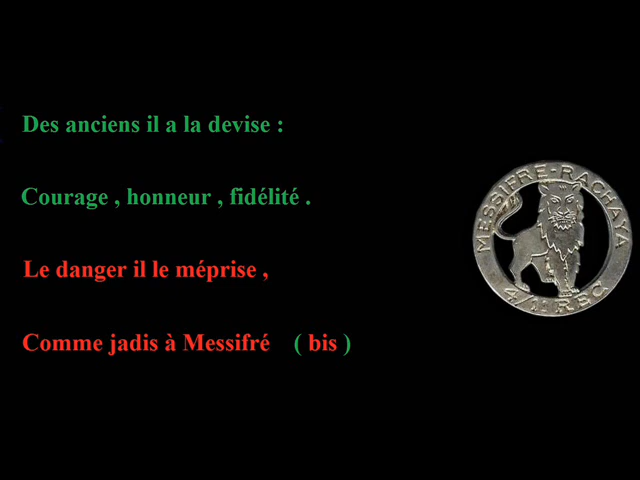 Des anciens il a la devise :
Courage , honneur , fidélité .
Le danger il le méprise ,
Comme jadis à Messifré ( bis )
MESSIFRE-RACHAYA
4/1er REC